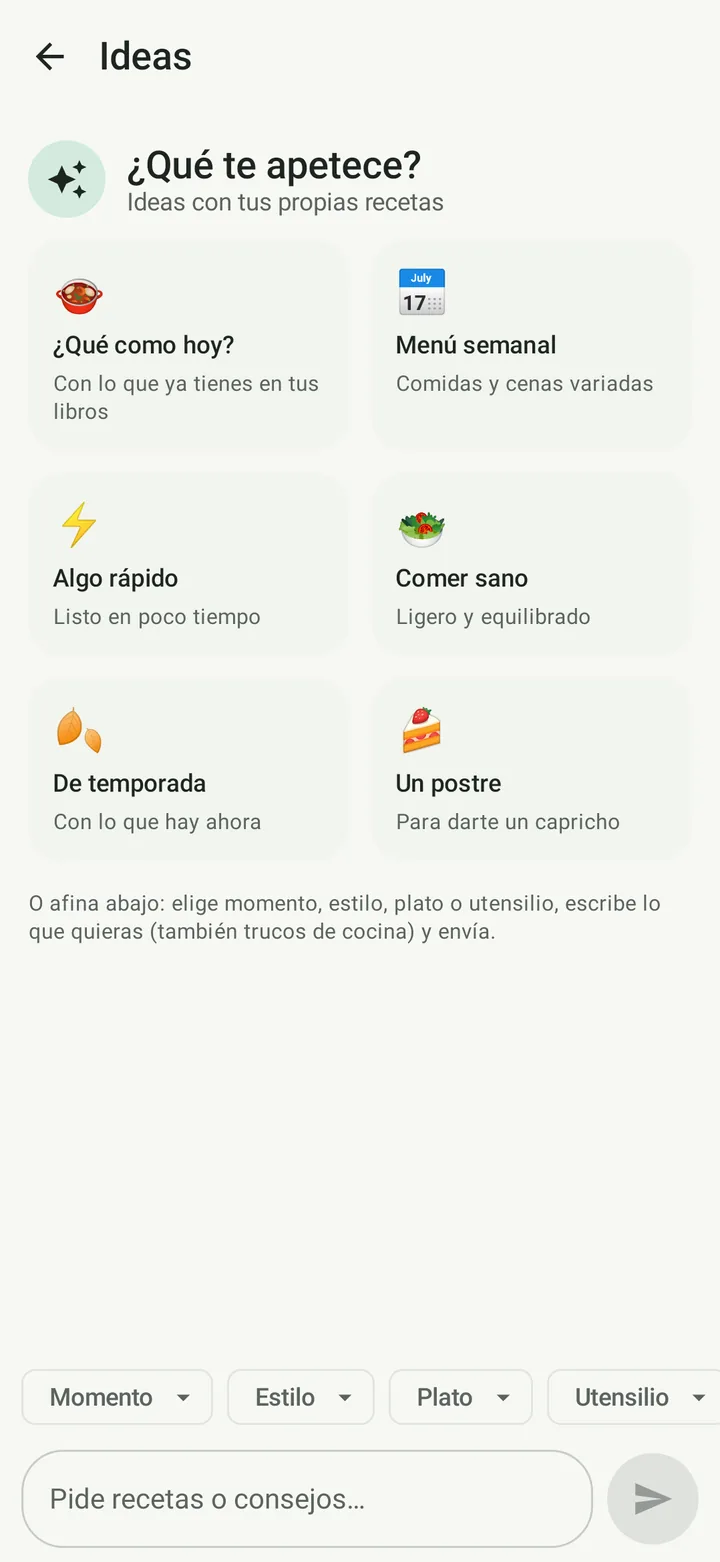 Ideas
¿Qué te apetece?
Ideas con tus propias recetas
¿Qué como hoy?
Con lo que ya tienes en tus
libros
July
17
Menú semanal
Comidas y cenas variadas
Algo rápido
Listo en poco tiempo
Comer sano
Ligero y equilibrado
De temporada
Con lo que hay ahora
Un postre
Para darte un capricho
O afina abajo: elige momento, estilo, plato o utensilio, escribe lo
que quieras (también trucos de cocina) y envía.
Momento
Estilo
Plato
Utensilio
Pide recetas o consejos...